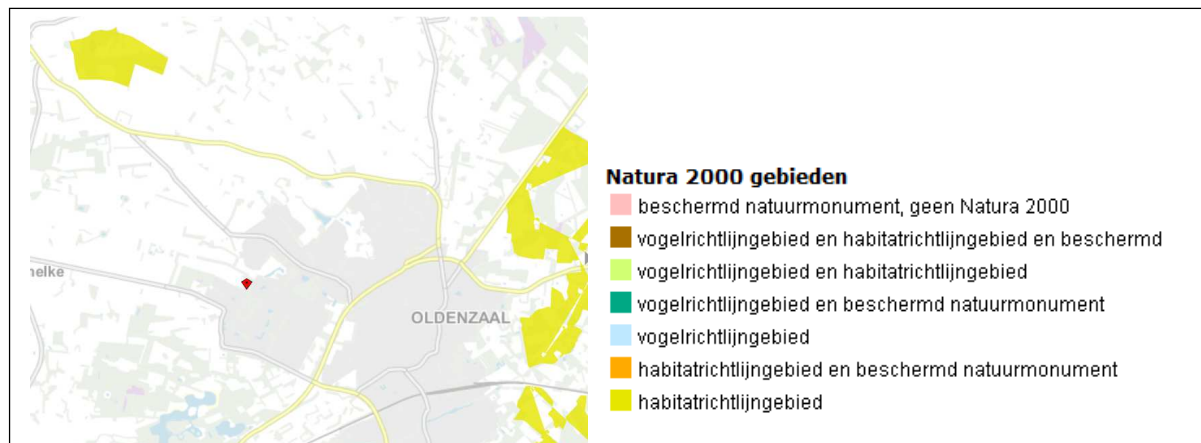 nelke
OLDENZAAL
Natura 2000 gebieden
beschermd natuurmonument, geen Natura 2000
vogelrichtlijngebied en habitatrichtlijngebied en beschermd
vogelrichtlijngebied en habitatrichtlijngebied
vogelrichtlijngebied en beschermd natuurmonument
vogelrichtlijngebied
habitatrichtlijngebied en beschermd natuurmonument
habitatrichtlijngebied